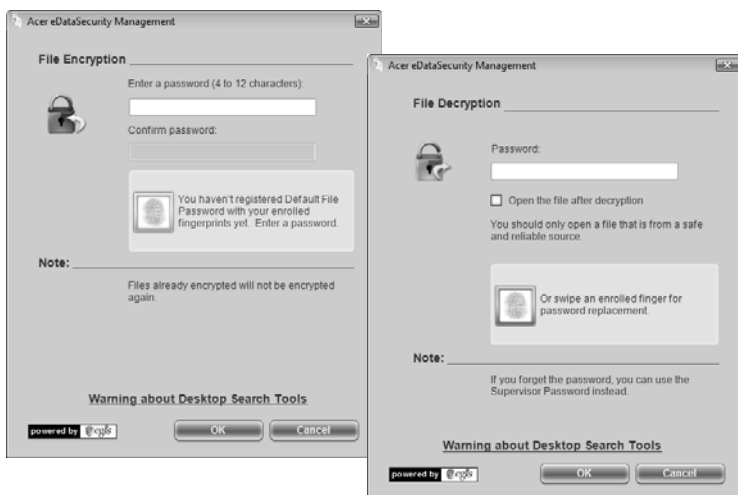 Acer eDataSecurity Management
File Encryption
Enter a password (4 to 12 characters):
Confirm password:
You haven't registered Default File
Password with your enrolled
fingerprints yet. Enter a password.
Note:
Files already encrypted will not be encrypted
again.
Warning about Desktop Search Tools
powered by egis
OK
Cancel
Acer eDataSecurity Management
File Decryption
Password:
Open the file after decryption
You should only open a file that is from a safe
and reliable source.
Or swipe an enrolled finger for
password replacement.
Note:
If you forget the password, you can use the
Supervisor Password instead.
Warning about Desktop Search Tools
powered by egis
OK
Cancel